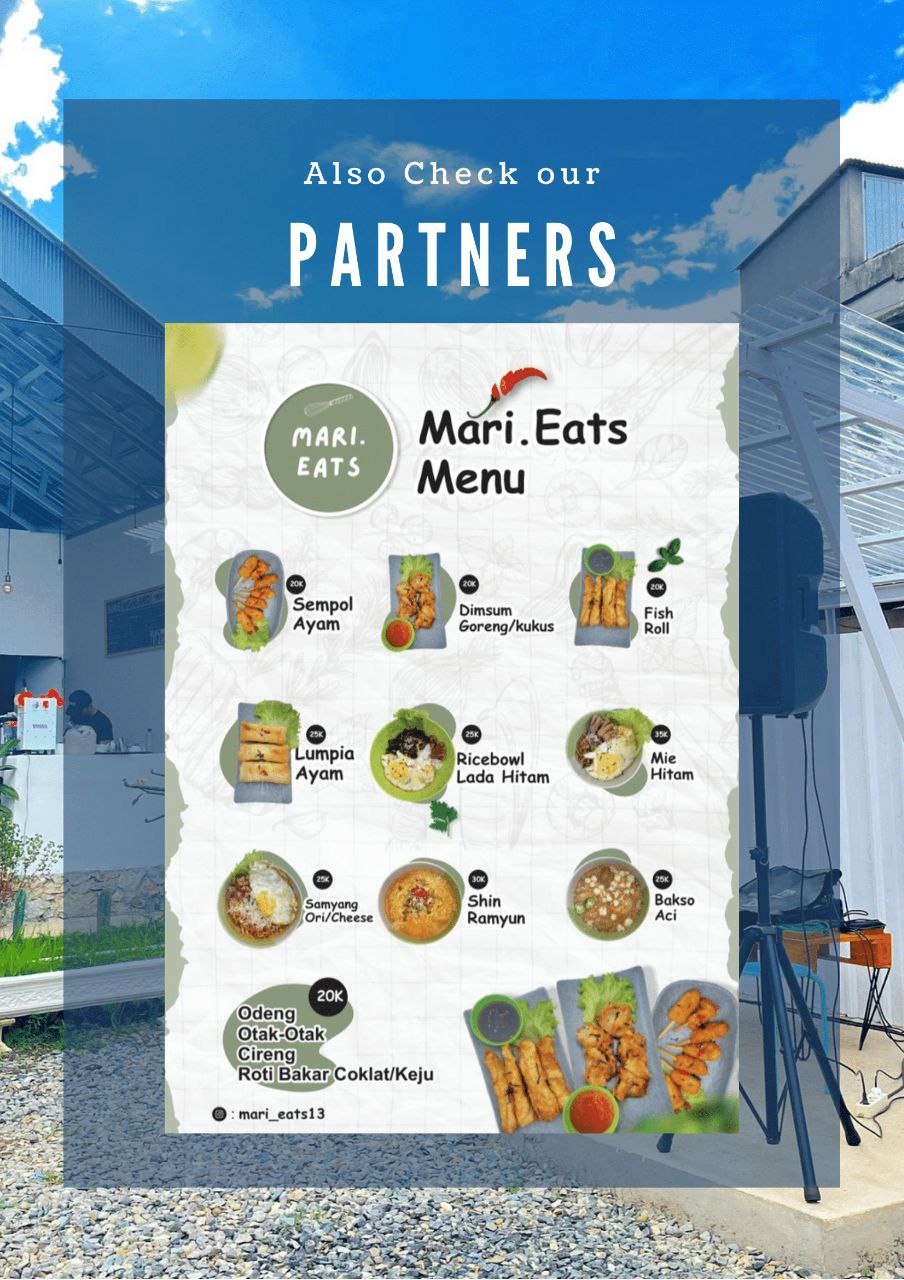 Also Check our
PARTNERS
MARI.
EATS
Mari.Eats
Menu
20K
Sempol
Ayam
20K
Dimsum
Goreng/kukus
20K
Fish
Roll
25K
Lumpia
Ayam
25K
Ricebowl
Lada Hitam
35K
Mie
Hitam
25K
Samyang
Ori/Cheese
30K
Shin
Ramyun
25K
Bakso
Aci
20K
Odeng
Otak-Otak
Cireng
Roti Bakar Coklat/Keju
: mari_eats13